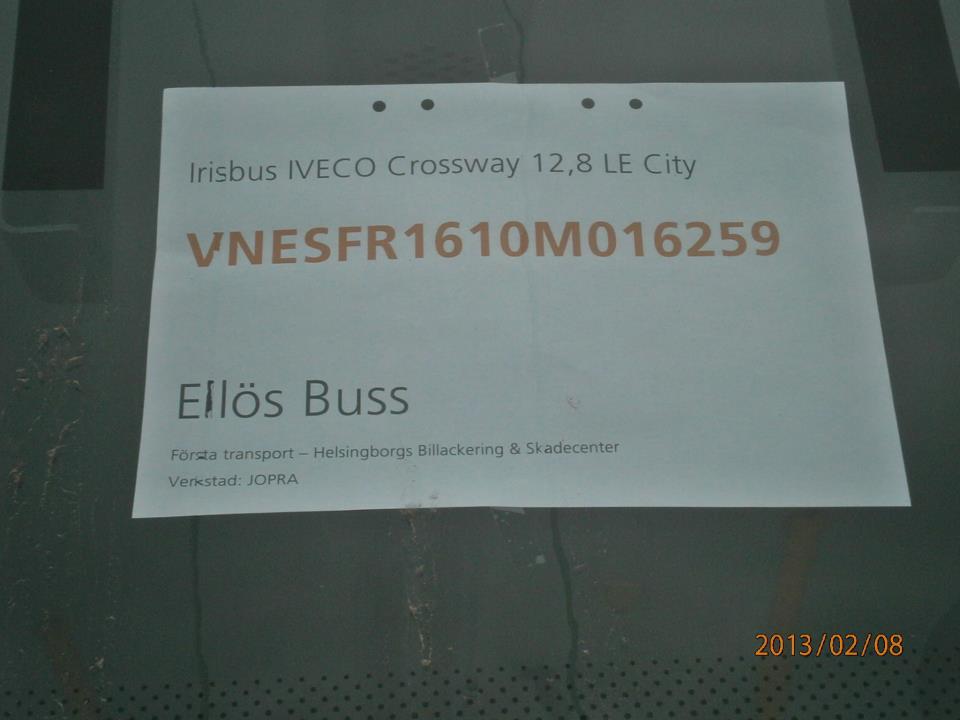 Irisbus IVECO Crossway 12,8 LE City
VNESFR1610M016259
Ellös Buss
Första transport – Helsingborgs Billackering & Skadecenter
Verkstad: JOPRA
2013/02/08